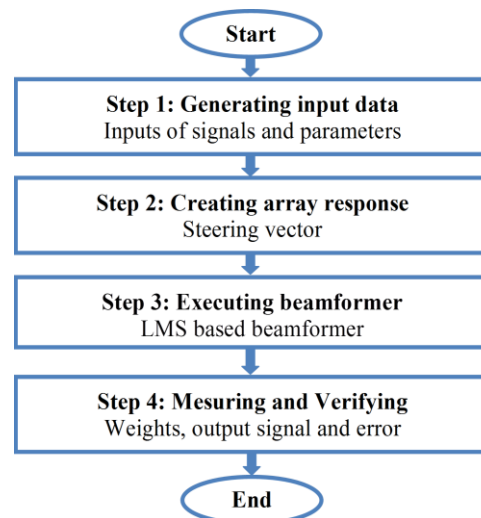 Start
Step 1: Generating input data
Inputs of signals and parameters
Step 2: Creating array response
Steering vector
Step 3: Executing beamformer
LMS based beamformer
Step 4: Mesuring and Verifying
Weights, output signal and error
End